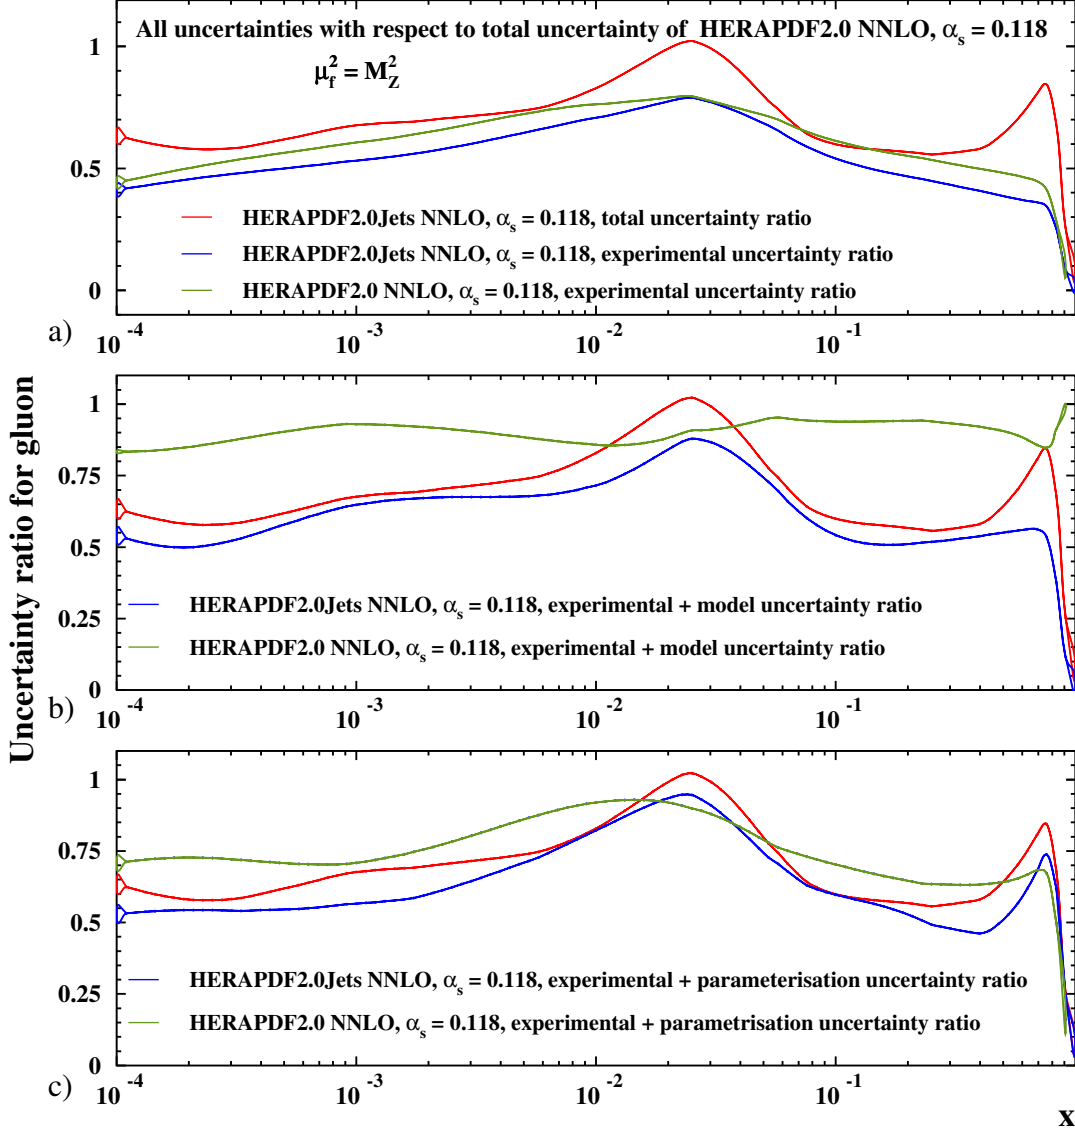 All uncertainties with respect to total uncertainty of HERAPDF2.0 NNLO, αs = 0.118
μf² = MZ²
1
0.5
0
HERAPDF2.0Jets NNLO, αs = 0.118, total uncertainty ratio
HERAPDF2.0Jets NNLO, αs = 0.118, experimental uncertainty ratio
HERAPDF2.0 NNLO, αs = 0.118, experimental uncertainty ratio
a)
10⁻⁴ 10⁻³ 10⁻² 10⁻¹
Uncertainty ratio for gluon
1
0.75
0.5
0.25
0
HERAPDF2.0Jets NNLO, αs = 0.118, experimental + model uncertainty ratio
HERAPDF2.0 NNLO, αs = 0.118, experimental + model uncertainty ratio
b)
10⁻⁴ 10⁻³ 10⁻² 10⁻¹
1
0.75
0.5
0.25
0
HERAPDF2.0Jets NNLO, αs = 0.118, experimental + parameterisation uncertainty ratio
HERAPDF2.0 NNLO, αs = 0.118, experimental + parametrisation uncertainty ratio
c)
10⁻⁴ 10⁻³ 10⁻² 10⁻¹
x